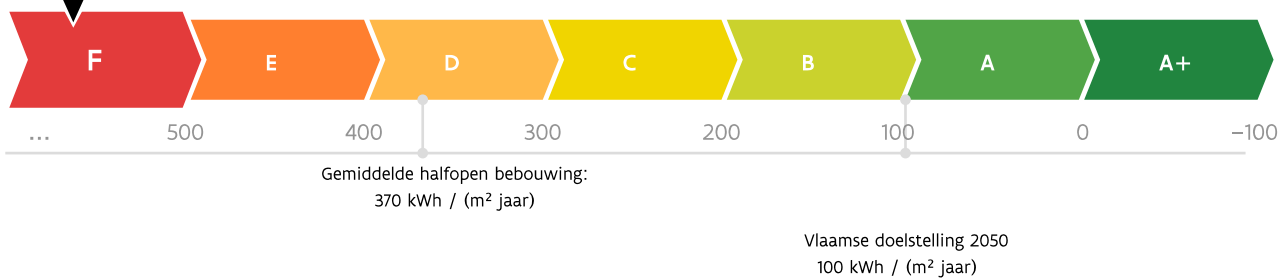 F E D C B A A+
... 500 400 300 200 100 0 −100
Gemiddelde halfopen bebouwing:
370 kWh / (m² jaar)
Vlaamse doelstelling 2050
100 kWh / (m² jaar)